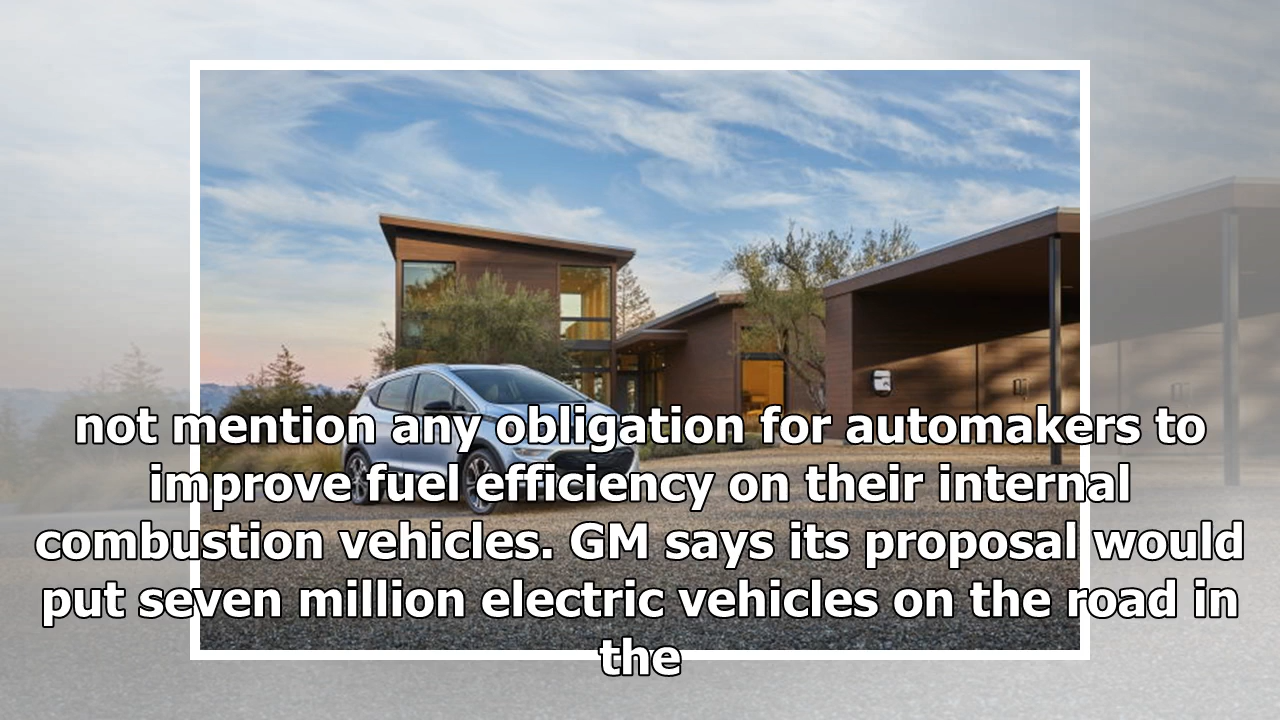 not mention any obligation for automakers to
improve fuel efficiency on their internal
combustion vehicles. GM says its proposal would
put seven million electric vehicles on the road in
the